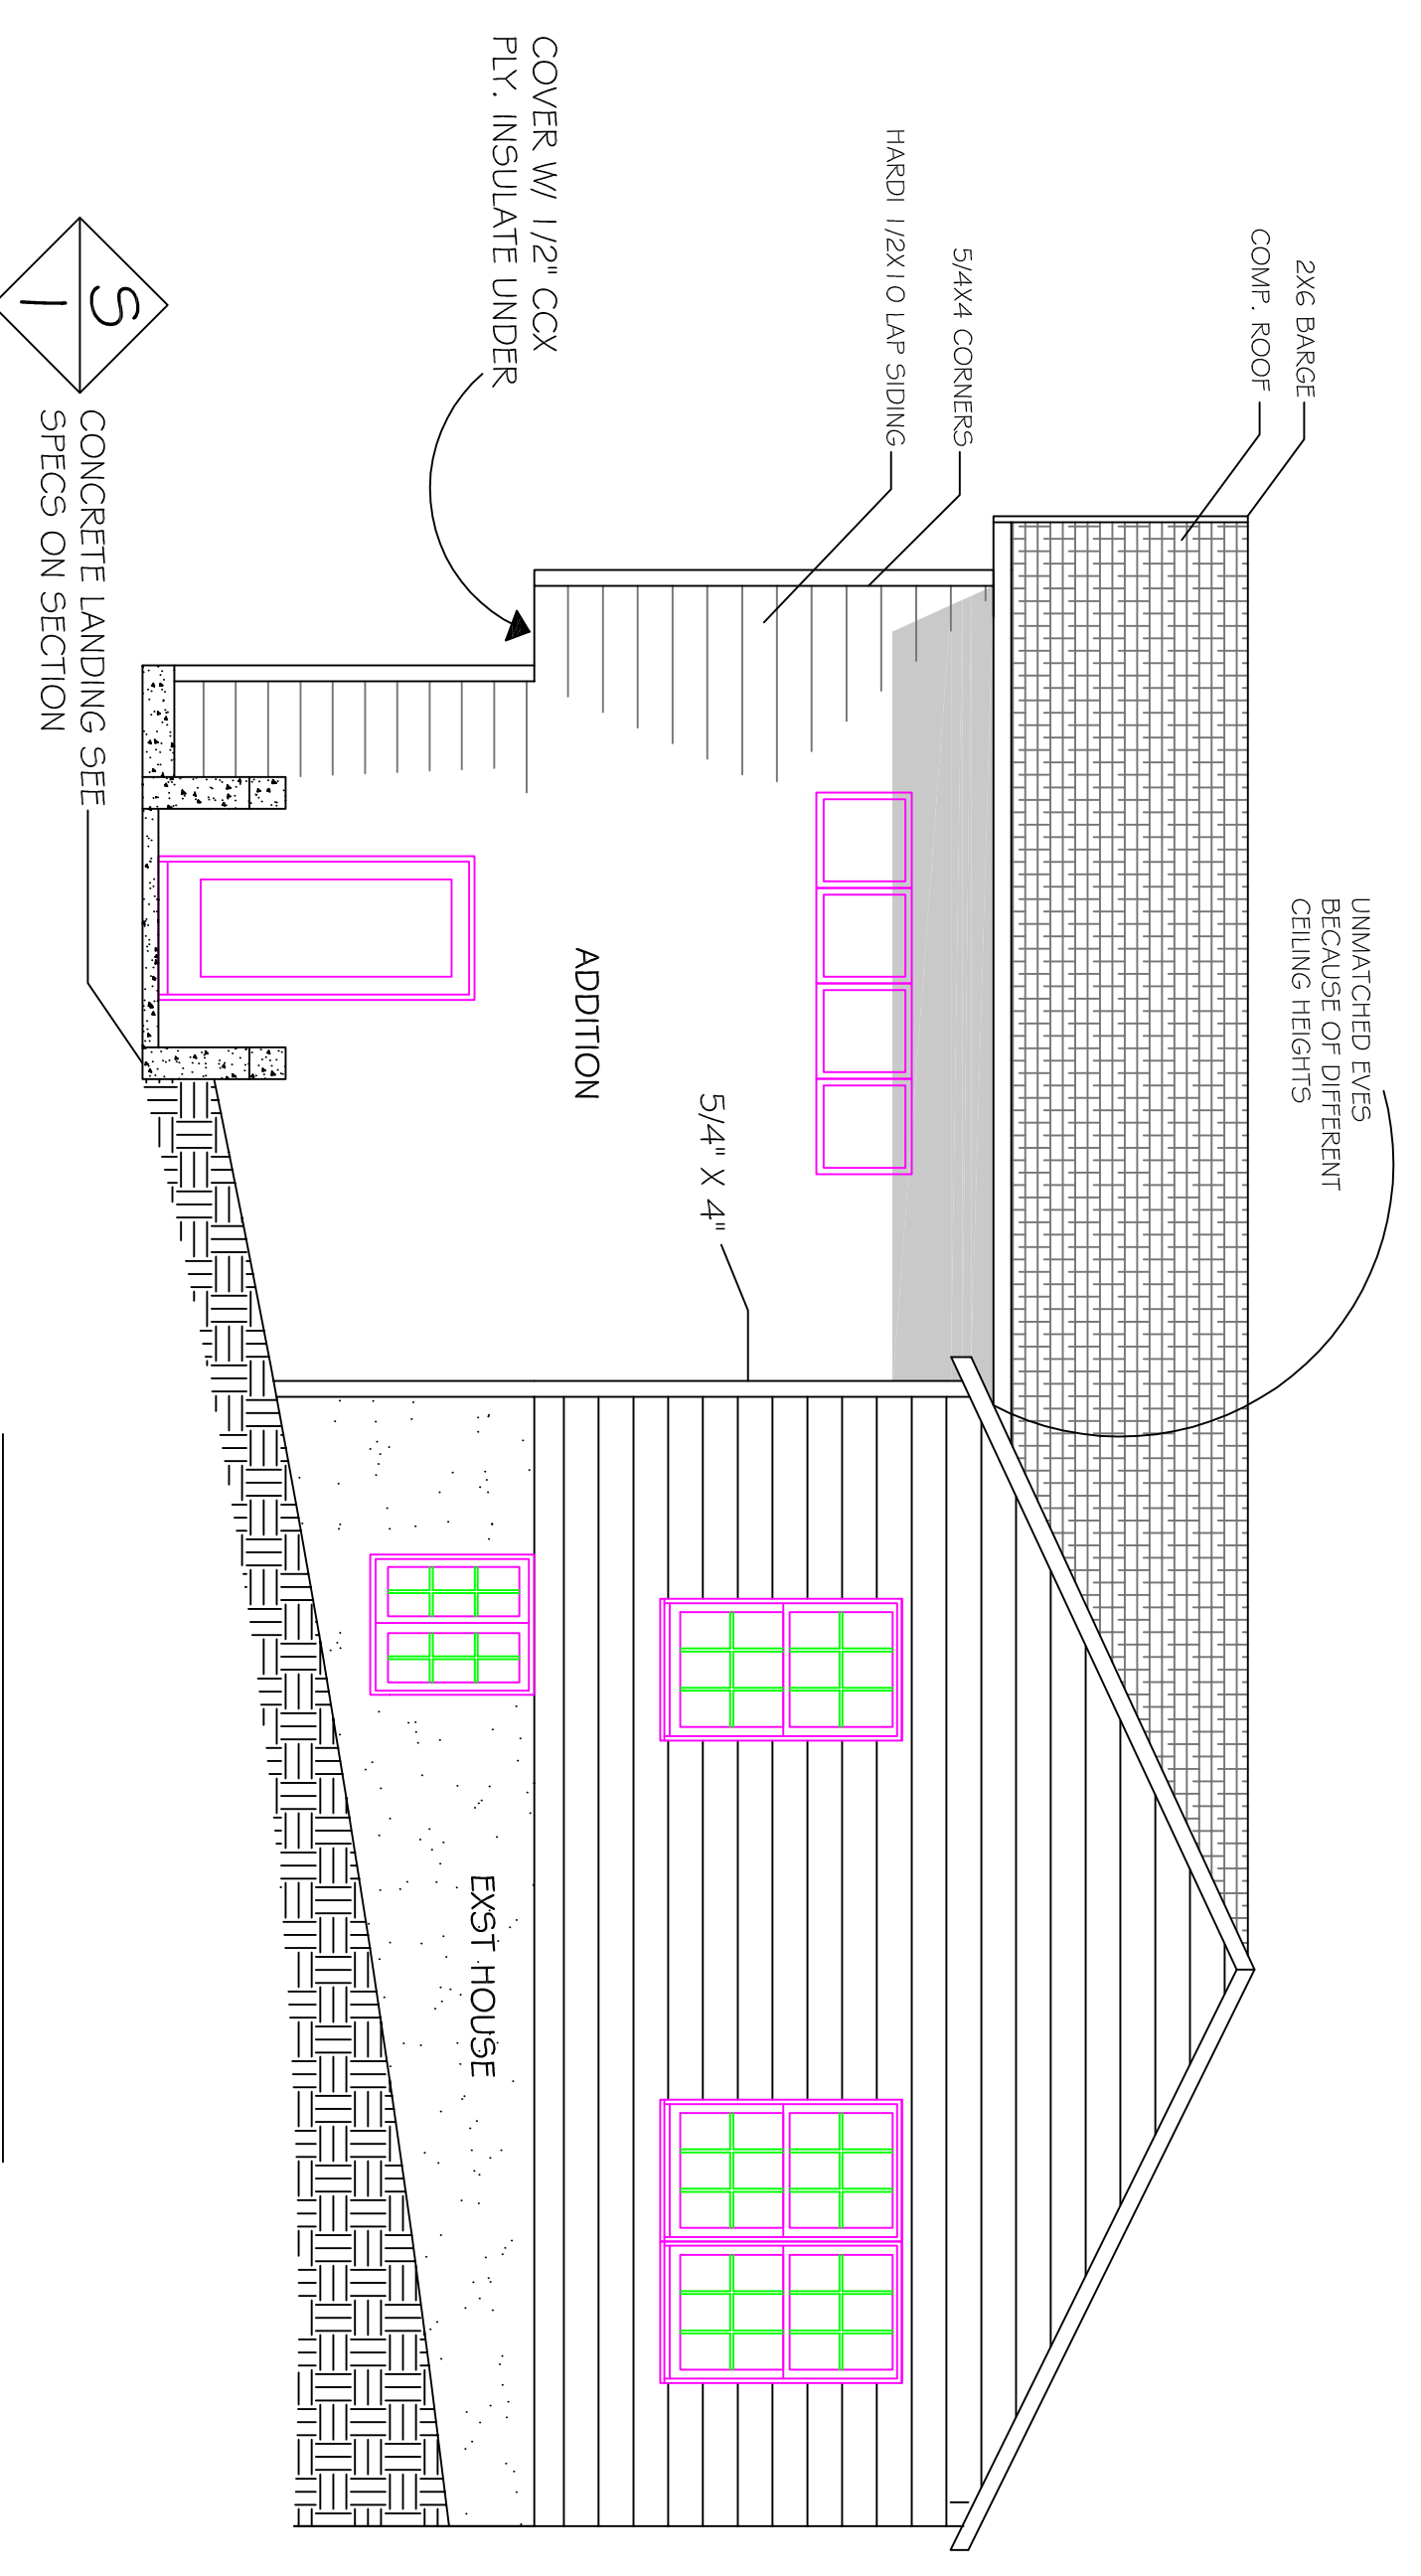 2X6 BARGE
COMP. ROOF
5/4X4 CORNERS
HARDI 1/2X10 LAP SIDING
COVER W/ 1/2" CCX
PLY. INSULATE UNDER
UNMATCHED EVES
BECAUSE OF DIFFERENT
CEILING HEIGHTS
5/4" X 4"
ADDITION
EXST HOUSE
S
1
CONCRETE LANDING SEE
SPECS ON SECTION